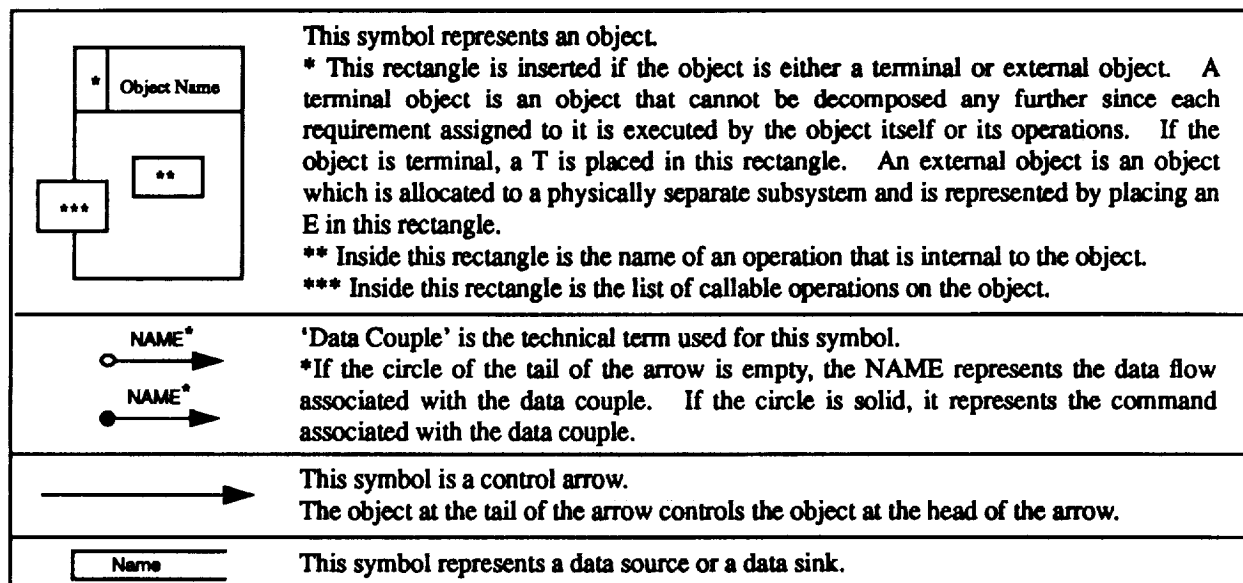 * Object Name
**
***
This symbol represents an object.
* This rectangle is inserted if the object is either a terminal or external object. A
terminal object is an object that cannot be decomposed any further since each
requirement assigned to it is executed by the object itself or its operations. If the
object is terminal, a T is placed in this rectangle. An external object is an object
which is allocated to a physically separate subsystem and is represented by placing an
E in this rectangle.
** Inside this rectangle is the name of an operation that is internal to the object.
*** Inside this rectangle is the list of callable operations on the object.
NAME*
NAME*
'Data Couple' is the technical term used for this symbol.
*If the circle of the tail of the arrow is empty, the NAME represents the data flow
associated with the data couple. If the circle is solid, it represents the command
associated with the data couple.
This symbol is a control arrow.
The object at the tail of the arrow controls the object at the head of the arrow.
Name
This symbol represents a data source or a data sink.